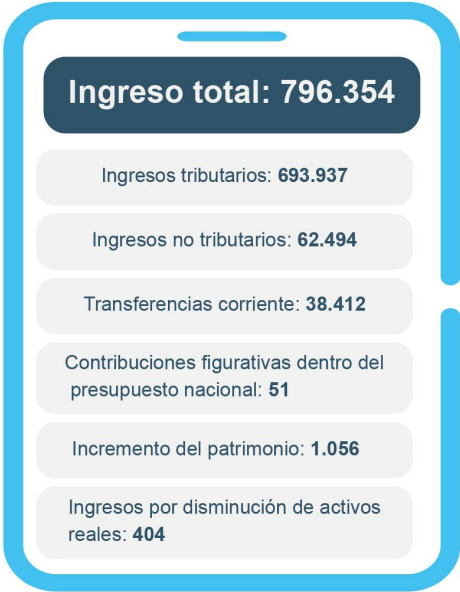 Ingreso total: 796.354
Ingresos tributarios: 693.937
Ingresos no tributarios: 62.494
Transferencias corriente: 38.412
Contribuciones figurativas dentro del
presupuesto nacional: 51
Incremento del patrimonio: 1.056
Ingresos por disminución de activos
reales: 404